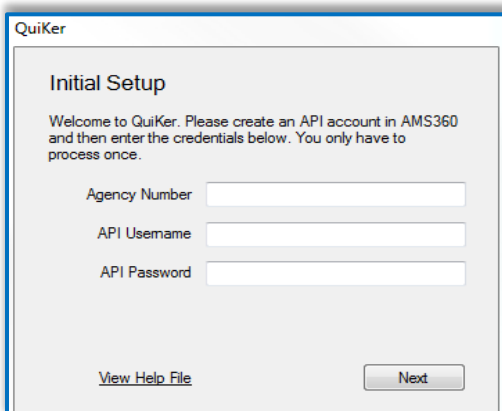 QuiKer
Initial Setup
Welcome to QuiKer. Please create an API account in AMS360
and then enter the credentials below. You only have to
process once.
Agency Number
API Username
API Password
View Help File
Next